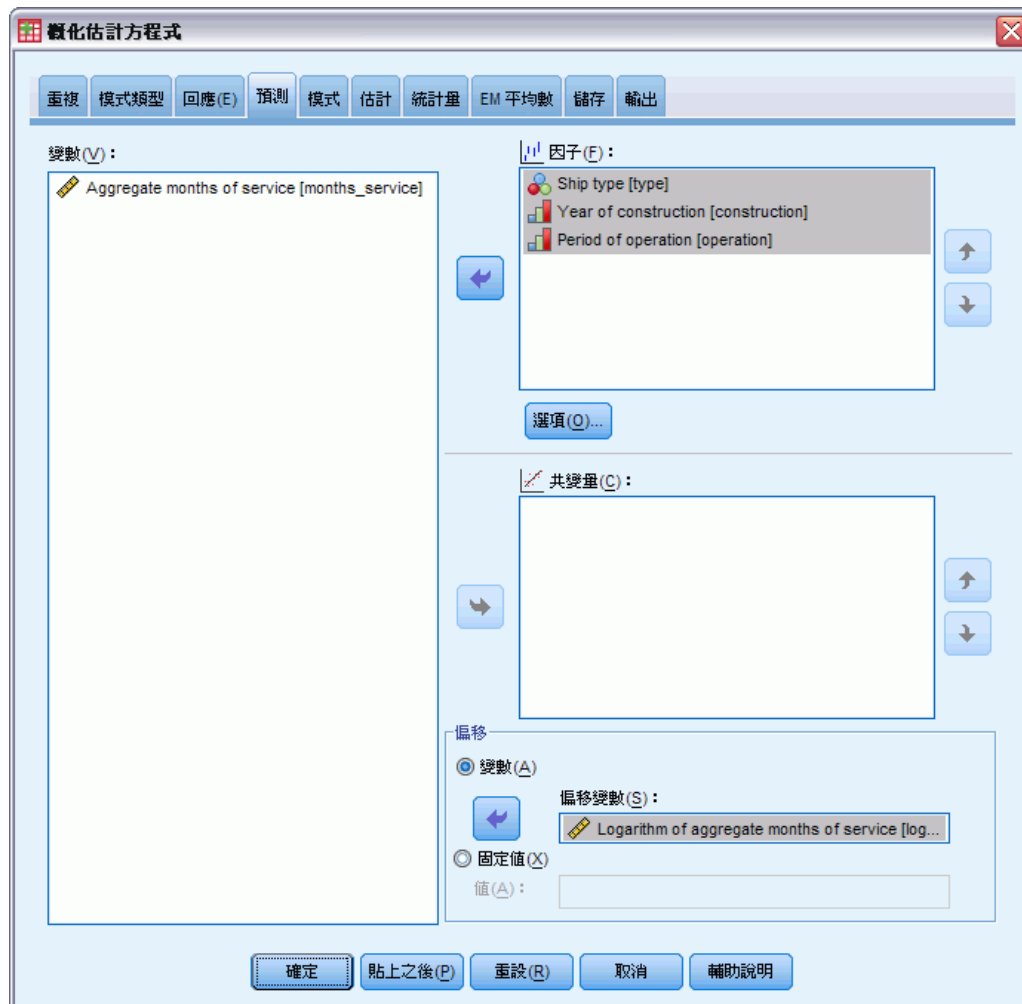 概化估計方程式
重複 模式類型 回應(E) 預測 模式 估計 統計量 EM 平均數 儲存 輸出
變數(V)：
Aggregate months of service [months_service]
因子(F)：
Ship type [type]
Year of construction [construction]
Period of operation [operation]
選項(O)...
共變量(C)：
偏移
變數(A)
偏移變數(S)：
Logarithm of aggregate months of service [log...
固定值(X)
值(A)：
確定 貼上之後(P) 重設(R) 取消 輔助說明